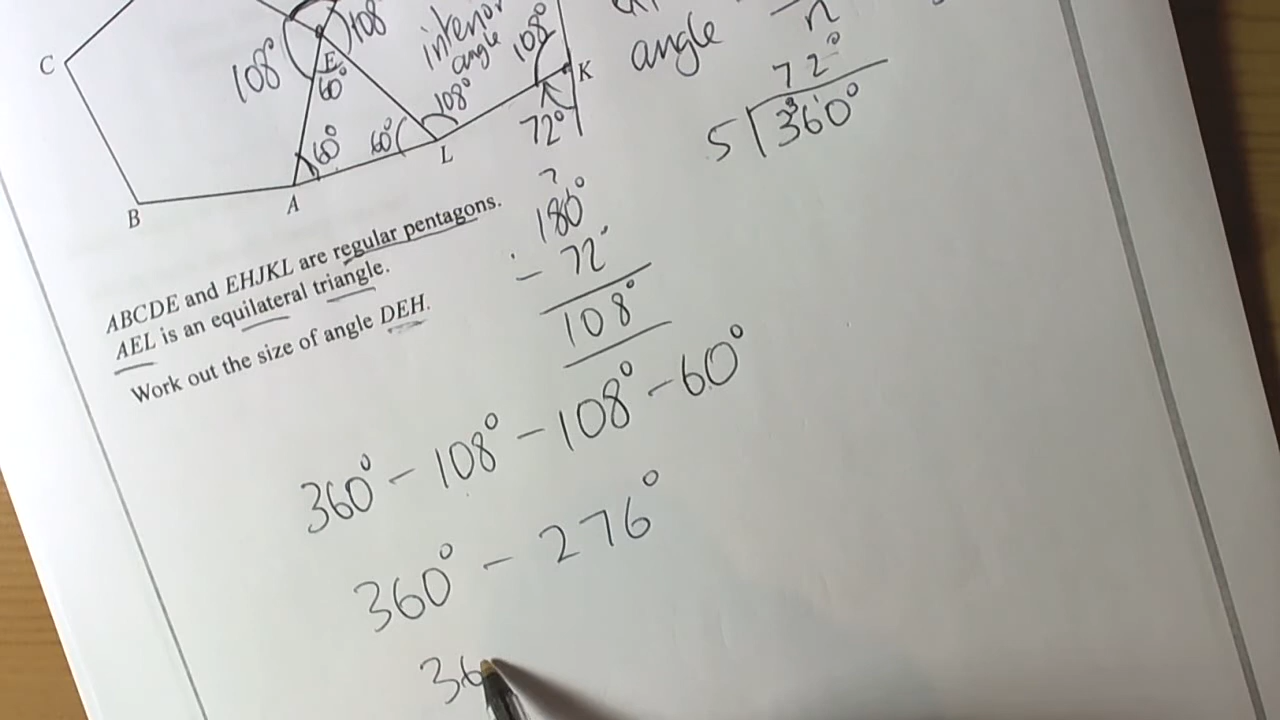 C
108°
108°
E
60°
interior
angle
108°
108°
K
72°
60°
60°
L
A
B
angle
n
72°
5 360°
ABCDE and EHJKL are regular pentagons.
AEL is an equilateral triangle.
Work out the size of angle DEH.
180°
- 72°
108°
360° - 108° - 108° - 60°
360° - 276°
36